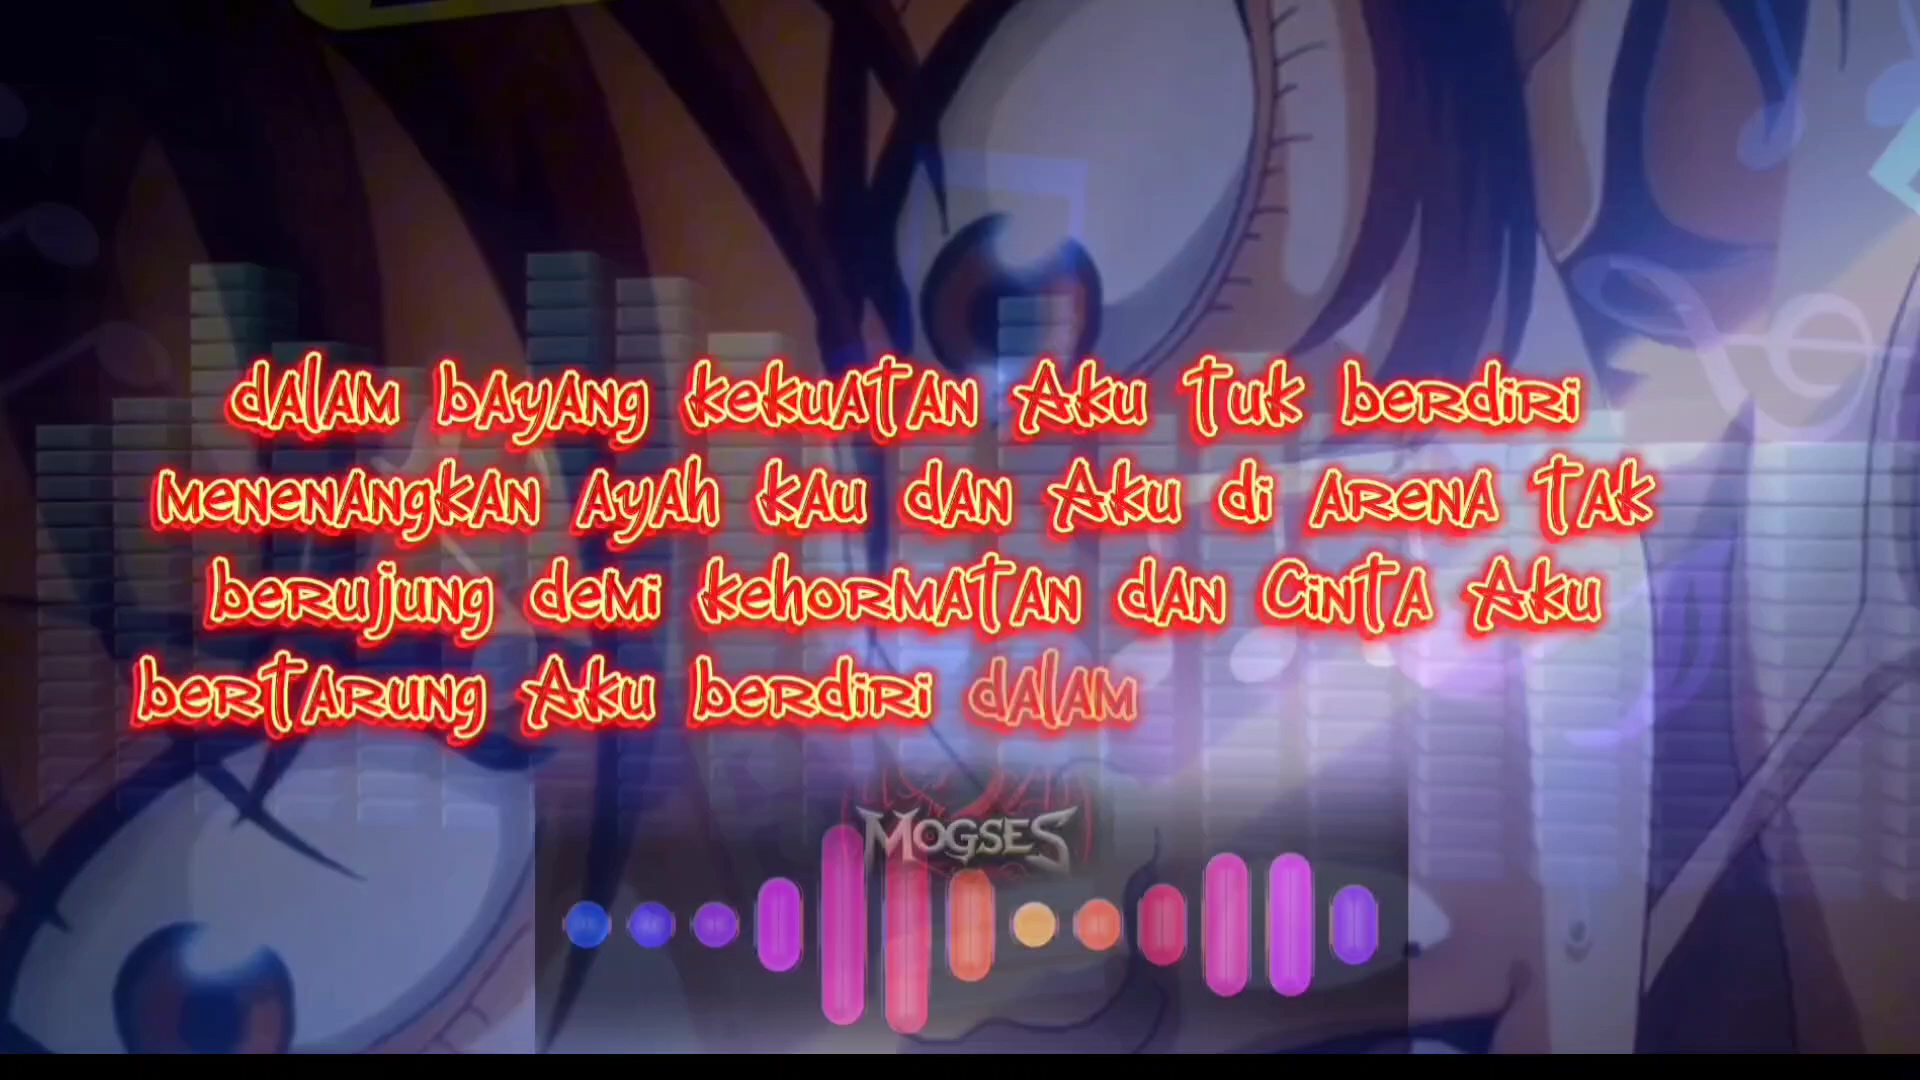 dalam bayang kekuatan Aku tuk berdiri
menenangkan ayah kau dan Aku di arena tak
berujung demi kehormatan dan Cinta Aku
bertarung Aku berdiri dalam
MOGSES